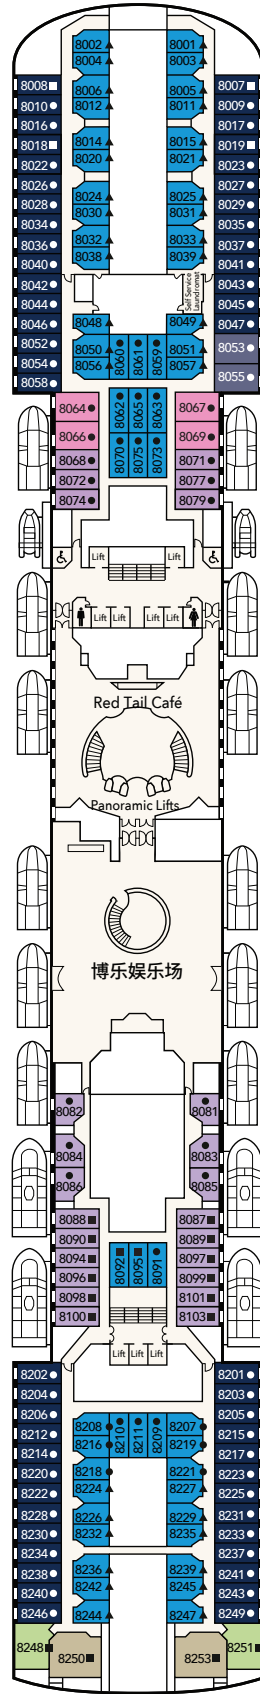 8002 8001
8004 8003
8008 8006 8005 8007
8010 8012 8011 8009
8016 8017
8018 8014 8015 8019
8022 8020 8021 8023
8026 8027
8028 8024 8025 8029
8034 8030 8031 8035
8036 8032 8033 8037
8040 8038 8039 8041
8042 Self Service Laundromat 8043
8044 8045
8046 8048 8049 8047
8052 8050 8060 8061 8059 8051 8053
8054 8056 8057
8058 8055
8064 8062 8065 8063 8067
8066 8069
8068 8070 8075 8073 8071
8072 8077
8074 8079
Lift Lift
Lift Lift Lift Lift
Red Tail Café
Panoramic Lifts
博乐娱乐场
8082 8081
8084 8083
8086 8085
8088 8087
8090 8089
8094 8092 8095 8091 8097
8096 8099
8098 8101
8100 8103
Lift Lift Lift
8202 8201
8204 8203
8206 8205
8212 8208 8210 8211 8209 8207 8215
8214 8216 8219 8217
8220 8218 8221 8223
8222 8224 8227 8225
8228 8226 8229 8231
8230 8232 8235 8233
8234 8237
8238 8236 8239 8241
8240 8242 8245 8243
8246 8244 8247 8249
8248 8251
8250 8253